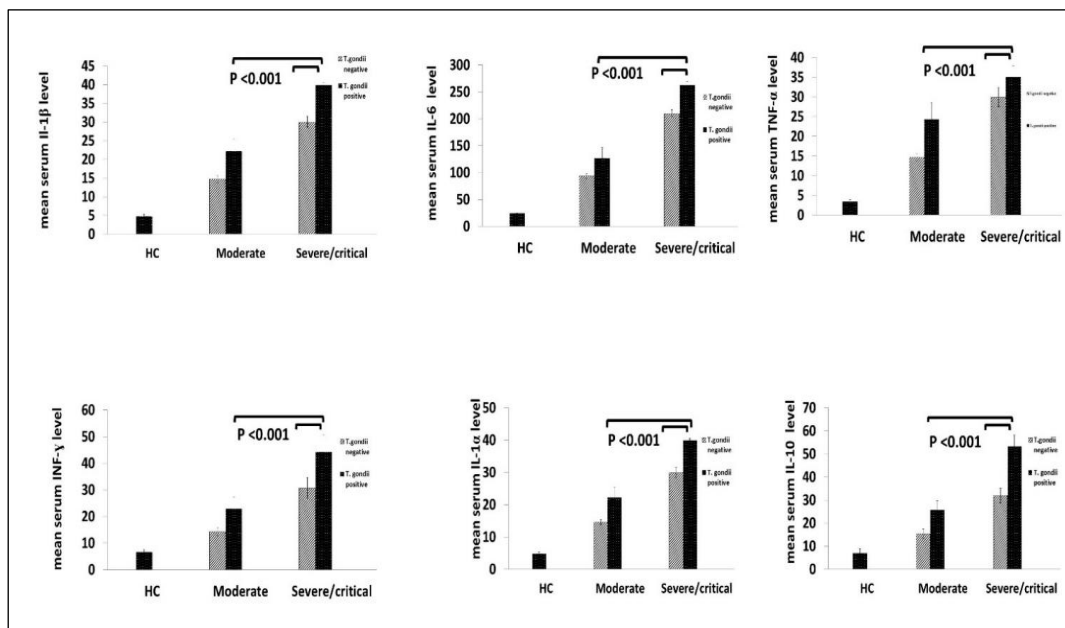 mean serum Il-1β level
45
40
35
30
25
20
15
10
5
0
P <0.001
T.gondii
negative
T. gondii
positive
HC Moderate Severe/critical
mean serum IL-6 level
300
250
200
150
100
50
0
P <0.001
T.gondii
negative
T. gondii
positive
HC Moderate Severe/critical
mean serum TNF-α level
40
35
30
25
20
15
10
5
0
P <0.001
T.gondii negative
T. gondii positive
HC Moderate Severe/critical
mean serum INF-γ level
60
50
40
30
20
10
0
P <0.001
T.gondii
negative
T. gondii
positive
HC Moderate Severe/critical
mean serum IL-1α level
50
40
30
20
10
0
P <0.001
T.gondii
negative
T. gondii
positive
HC Moderate Severe/critical
mean serum IL-10 level
70
60
50
40
30
20
10
0
P <0.001
T.gondii
negative
T. gondii
positive
HC Moderate Severe/critical